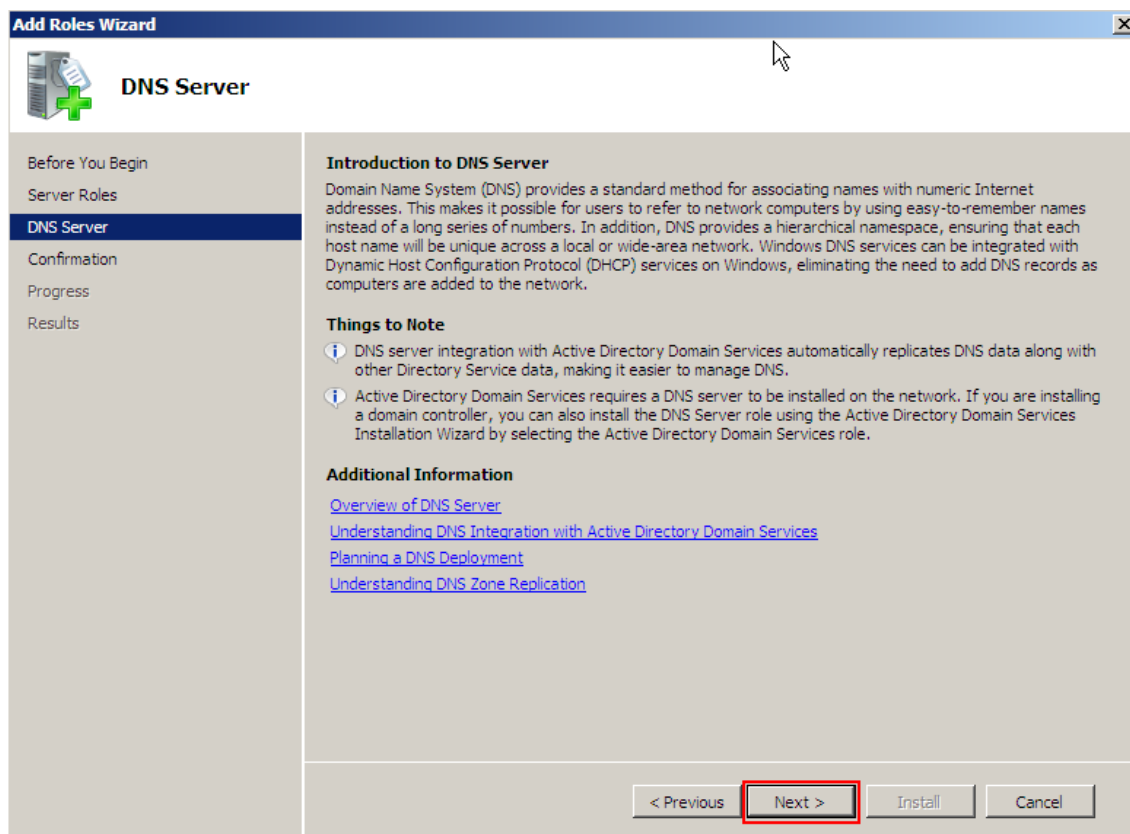 Add Roles Wizard
DNS Server
Before You Begin
Server Roles
DNS Server
Confirmation
Progress
Results
Introduction to DNS Server
Domain Name System (DNS) provides a standard method for associating names with numeric Internet
addresses. This makes it possible for users to refer to network computers by using easy-to-remember names
instead of a long series of numbers. In addition, DNS provides a hierarchical namespace, ensuring that each
host name will be unique across a local or wide-area network. Windows DNS services can be integrated with
Dynamic Host Configuration Protocol (DHCP) services on Windows, eliminating the need to add DNS records as
computers are added to the network.
Things to Note
DNS server integration with Active Directory Domain Services automatically replicates DNS data along with
other Directory Service data, making it easier to manage DNS.
Active Directory Domain Services requires a DNS server to be installed on the network. If you are installing
a domain controller, you can also install the DNS Server role using the Active Directory Domain Services
Installation Wizard by selecting the Active Directory Domain Services role.
Additional Information
Overview of DNS Server
Understanding DNS Integration with Active Directory Domain Services
Planning a DNS Deployment
Understanding DNS Zone Replication
< Previous
Next >
Install
Cancel